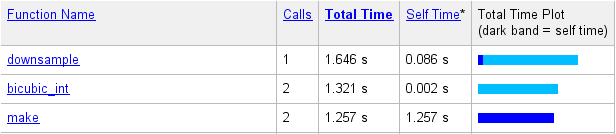 Function Name Calls Total Time Self Time* Total Time Plot
(dark band = self time)
downsample 1 1.646 s 0.086 s
bicubic_int 2 1.321 s 0.002 s
make 2 1.257 s 1.257 s